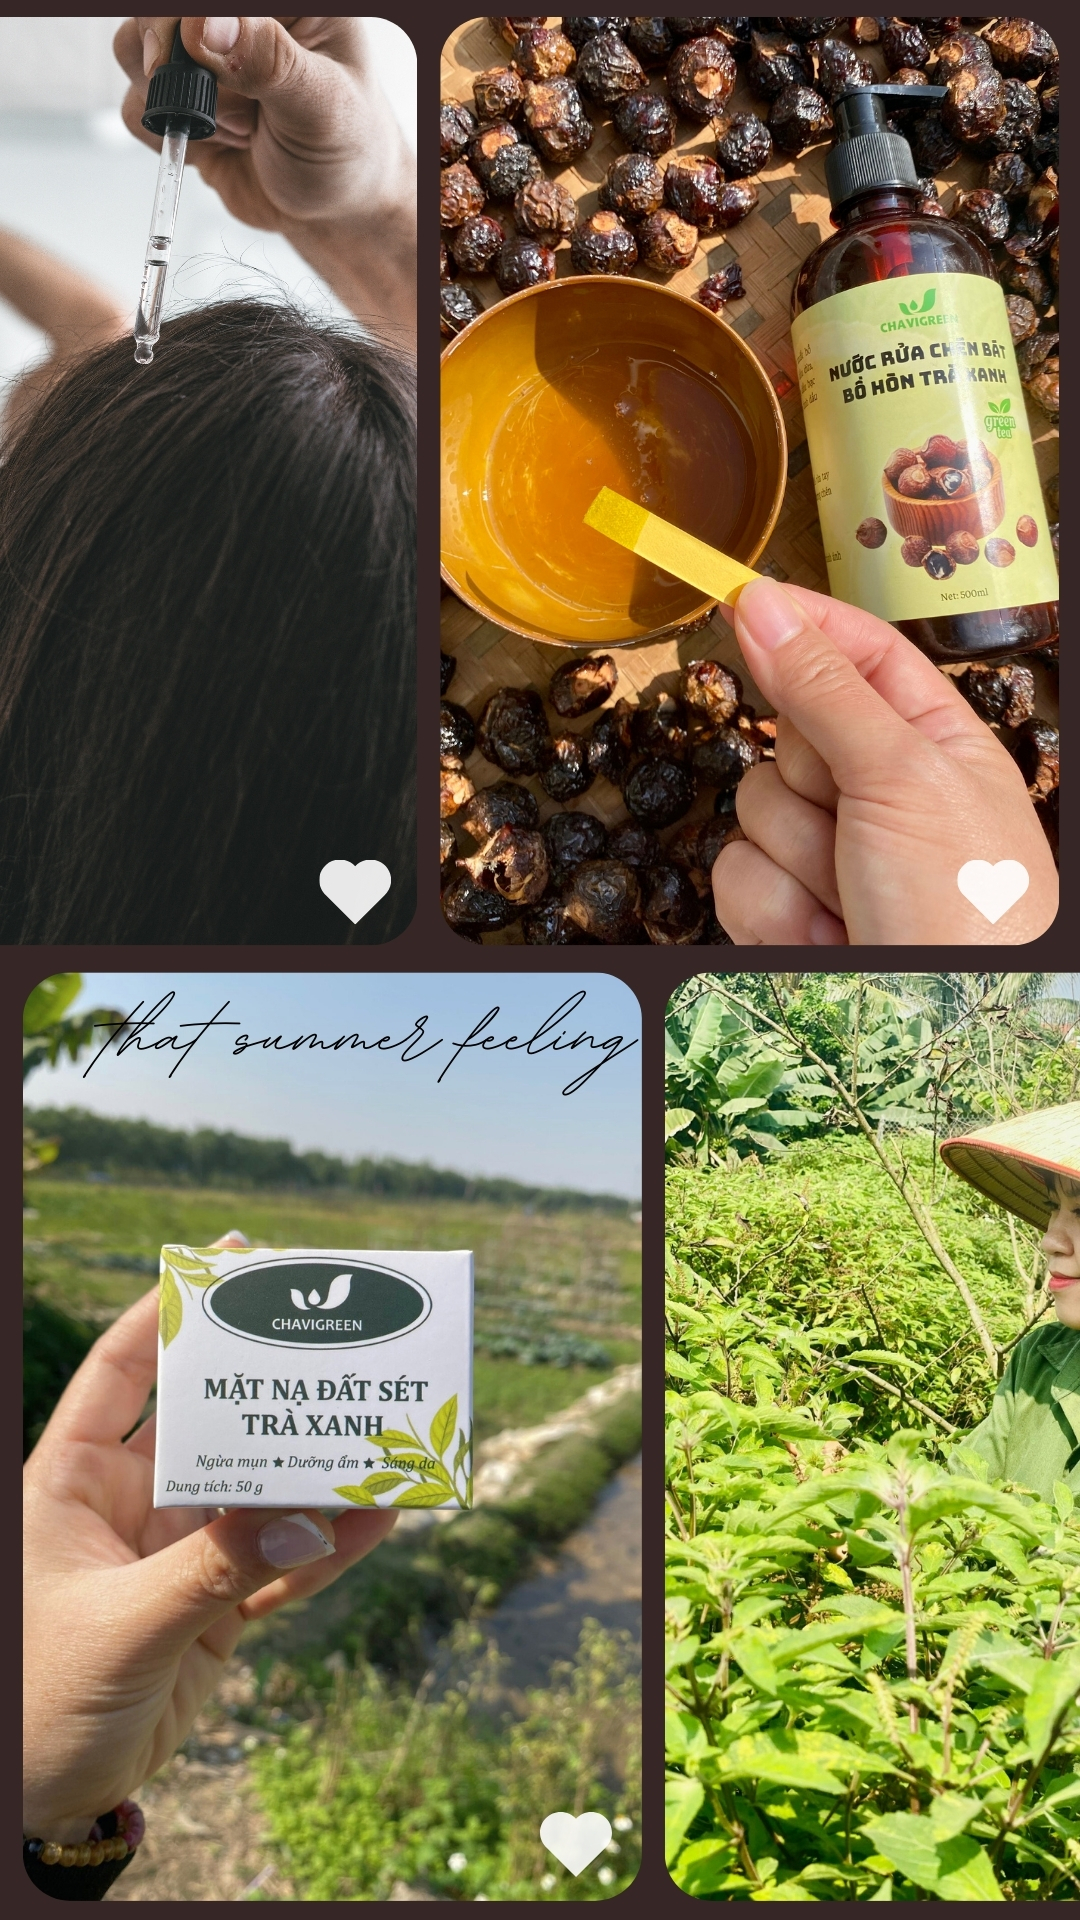 CHAVIGREEN
NƯỚC RỬA CHÉN BÁT
BỒ HÒN TRÀ XANH
green
tea
Net: 500ml
that summer feeling
CHAVIGREEN
MẶT NẠ ĐẤT SÉT
TRÀ XANH
Ngừa mụn ★ Dưỡng ẩm ★ Sáng da
Dung tích: 50 g